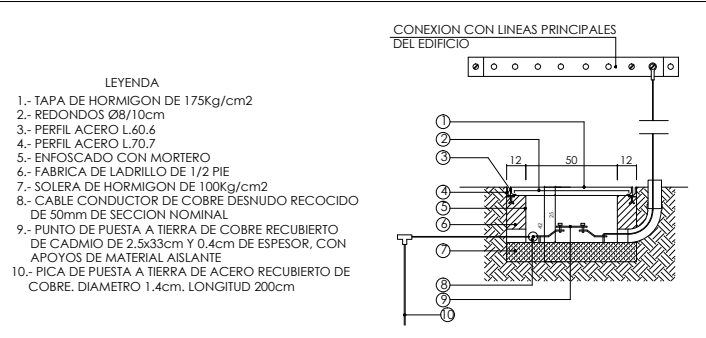 CONEXION CON LINEAS PRINCIPALES
DEL EDIFICIO
LEYENDA
1.- TAPA DE HORMIGON DE 175Kg/cm2
2.- REDONDOS Ø8/10cm
3.- PERFIL ACERO L.60.6
4.- PERFIL ACERO L.70.7
5.- ENFOSCADO CON MORTERO
6.- FABRICA DE LADRILLO DE 1/2 PIE
7.- SOLERA DE HORMIGON DE 100Kg/cm2
8.- CABLE CONDUCTOR DE COBRE DESNUDO RECOCIDO
DE 50mm DE SECCION NOMINAL
9.- PUNTO DE PUESTA A TIERRA DE COBRE RECUBIERTO
DE CADMIO DE 2.5x33cm Y 0.4cm DE ESPESOR, CON
APOYOS DE MATERIAL AISLANTE
10.- PICA DE PUESTA A TIERRA DE ACERO RECUBIERTO DE
COBRE. DIAMETRO 1.4cm. LONGITUD 200cm
1
2
3
12 50 12
4
5
6
42
25
7
8
9
10